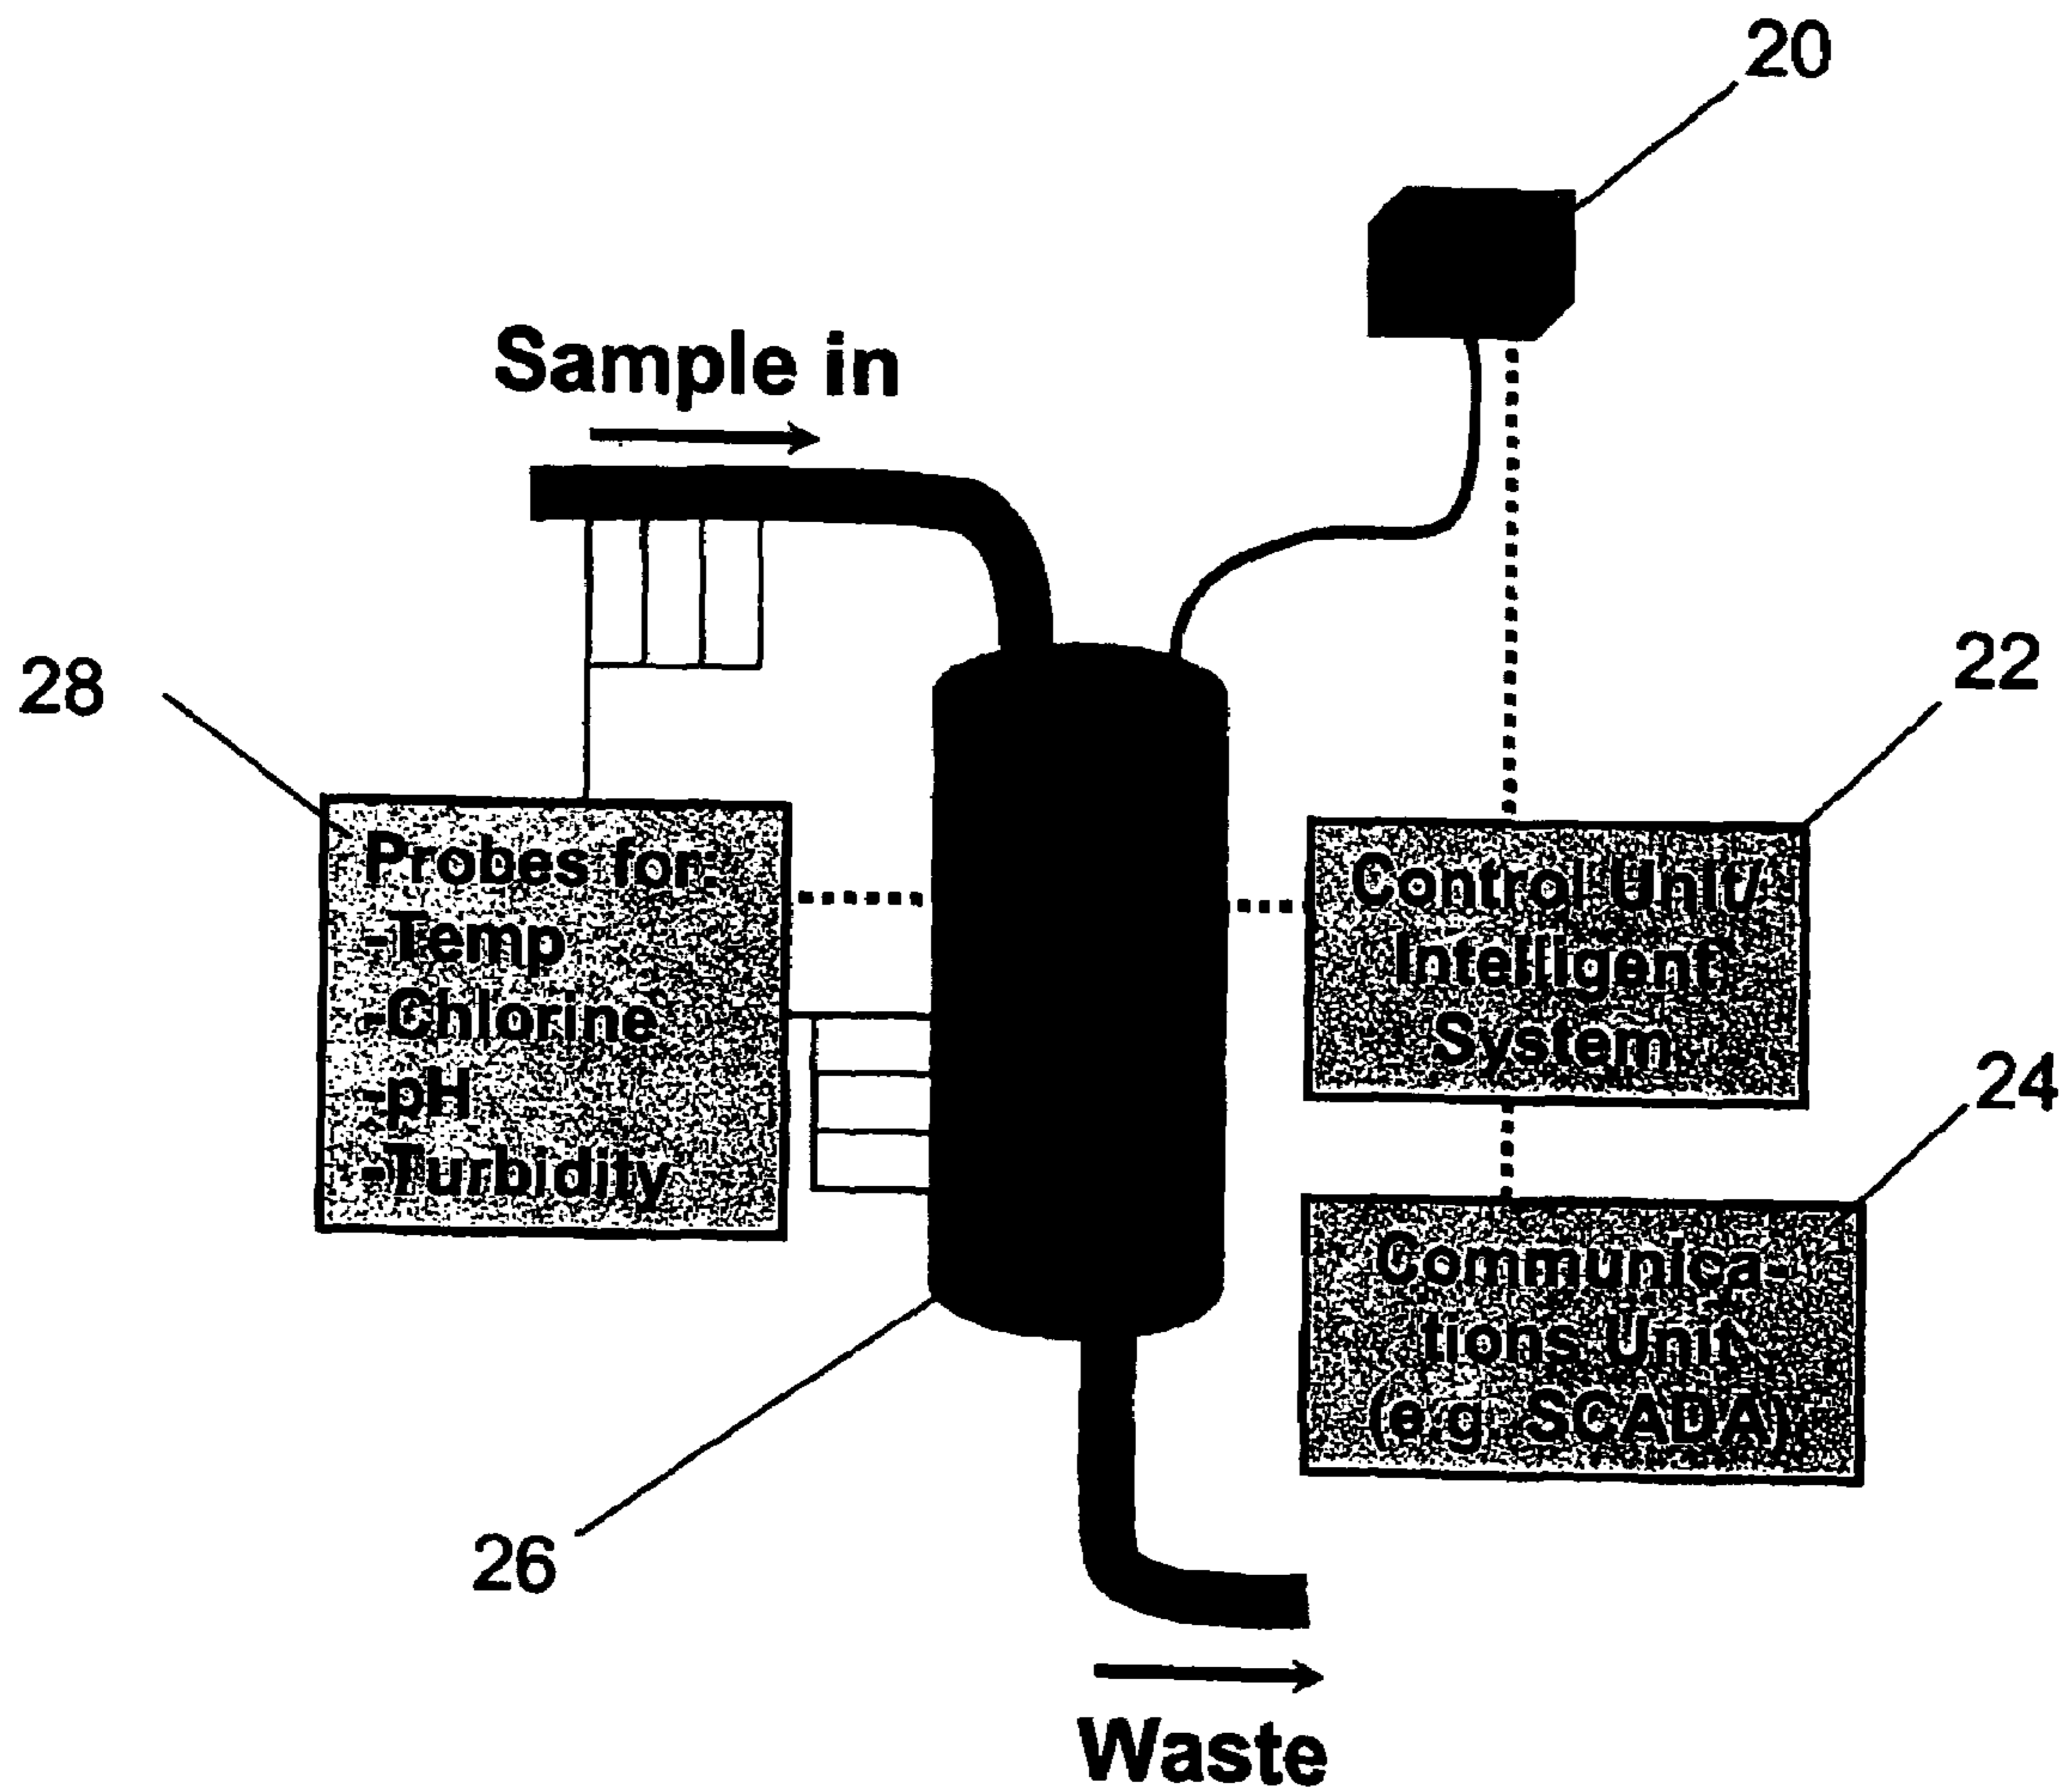 20
Sample in
22
28
Probes for:
-Temp
-Chlorine
-pH
-Turbidity
Control Unit/
Intelligent
System
24
Communica-
tions Unit
(e.g. SCADA)
26
Waste